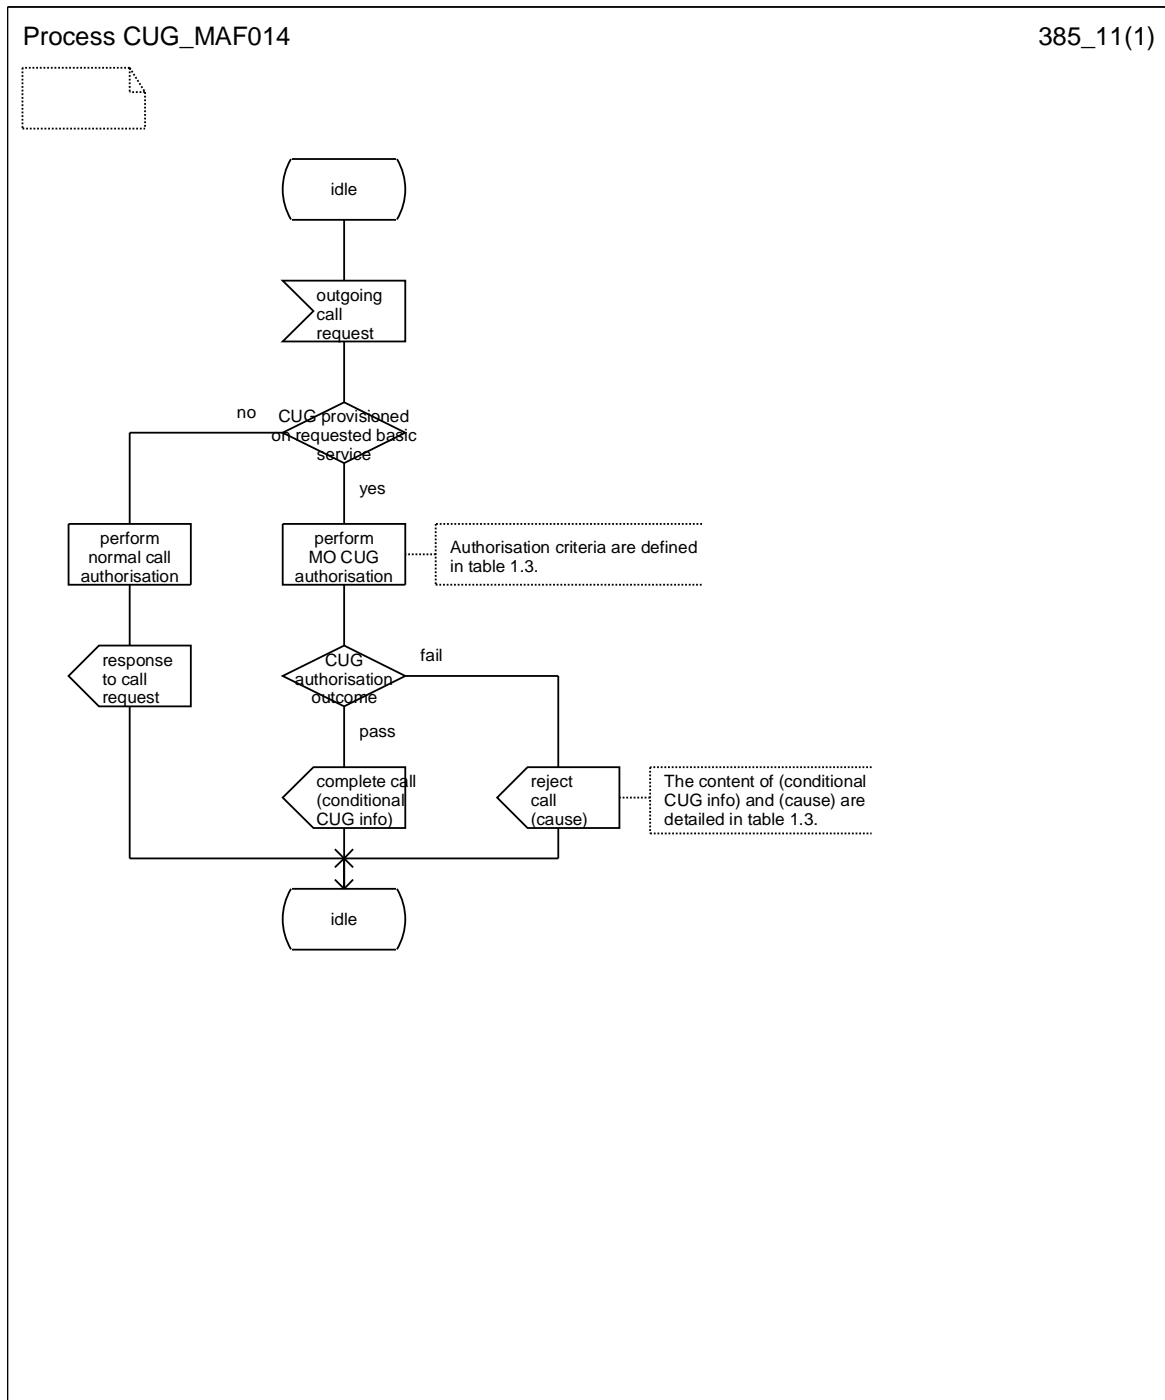 Process CUG_MAF014
385_11(1)
idle
outgoing
call
request
no
CUG provisioned
on requested basic
service
yes
perform
normal call
authorisation
perform
MO CUG
authorisation
Authorisation criteria are defined
in table 1.3.
response
to call
request
CUG
authorisation
outcome
fail
pass
complete call
(conditional
CUG info)
reject
call
(cause)
The content of (conditional
CUG info) and (cause) are
detailed in table 1.3.
idle